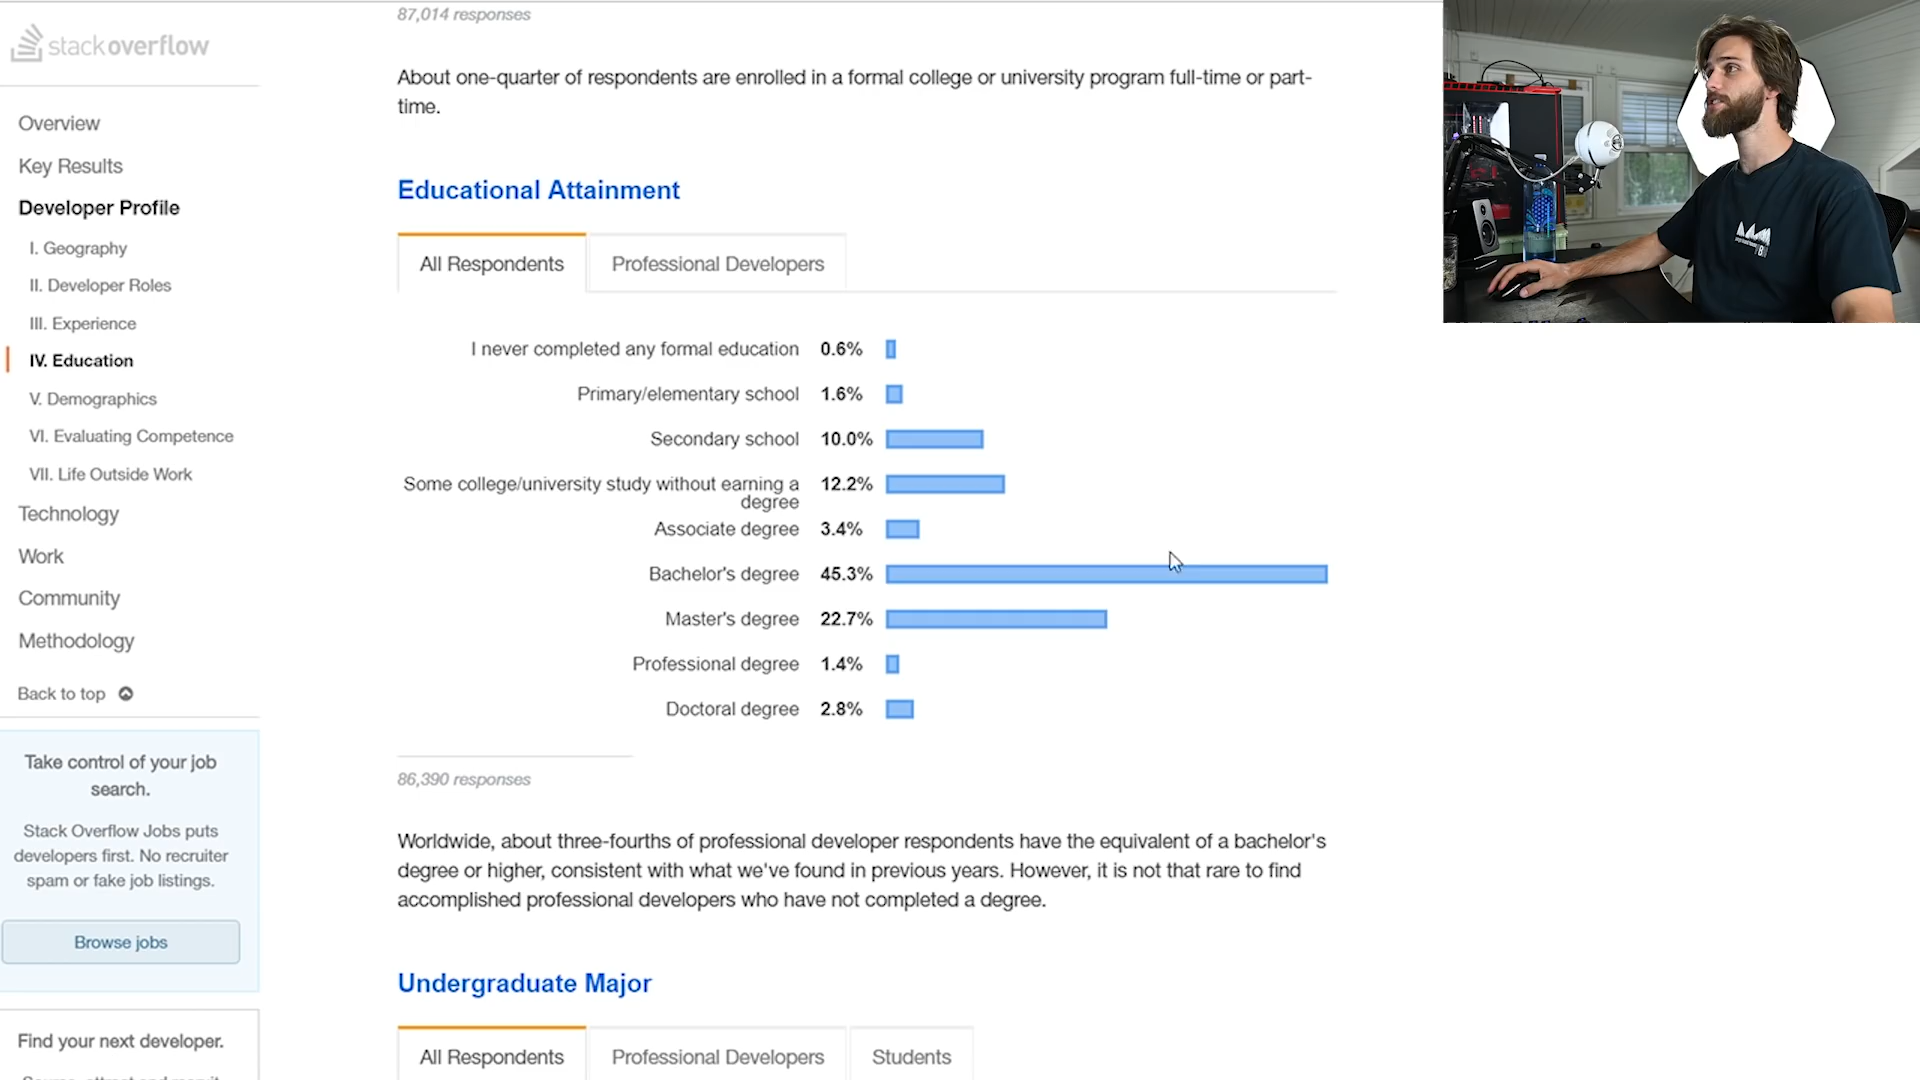 87,014 responses
stackoverflow
About one-quarter of respondents are enrolled in a formal college or university program full-time or part-
time.
Overview
Key Results
Developer Profile
I. Geography
II. Developer Roles
III. Experience
IV. Education
V. Demographics
VI. Evaluating Competence
VII. Life Outside Work
Technology
Work
Community
Methodology
Back to top
Take control of your job
search.
Stack Overflow Jobs puts
developers first. No recruiter
spam or fake job listings.
Browse jobs
Find your next developer.
Educational Attainment
All Respondents
Professional Developers
I never completed any formal education 0.6%
Primary/elementary school 1.6%
Secondary school 10.0%
Some college/university study without earning a 12.2%
degree
Associate degree 3.4%
Bachelor's degree 45.3%
Master's degree 22.7%
Professional degree 1.4%
Doctoral degree 2.8%
86,390 responses
Worldwide, about three-fourths of professional developer respondents have the equivalent of a bachelor's
degree or higher, consistent with what we've found in previous years. However, it is not that rare to find
accomplished professional developers who have not completed a degree.
Undergraduate Major
All Respondents
Professional Developers
Students